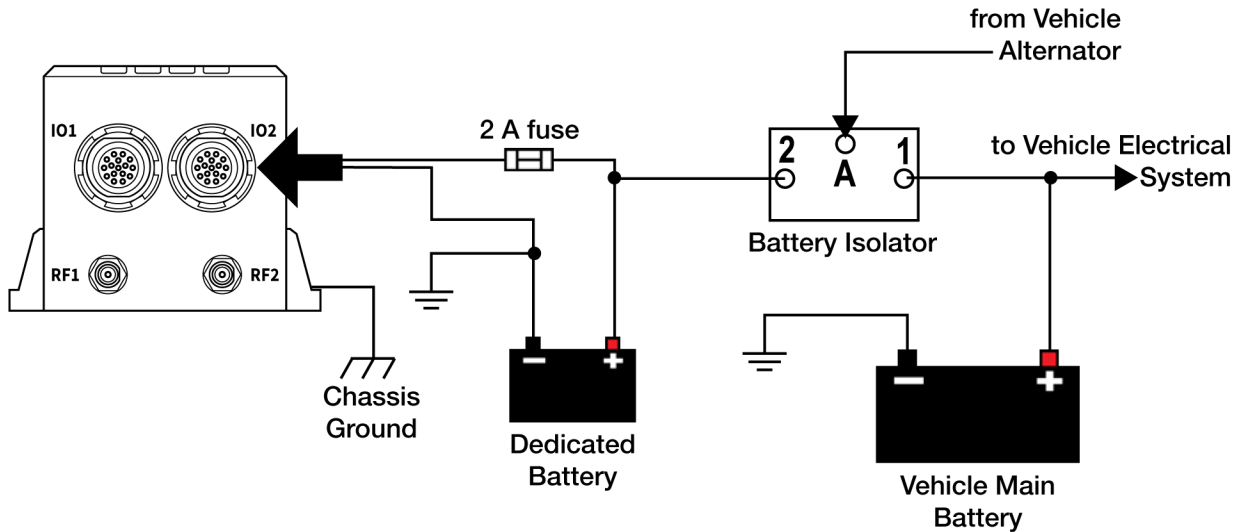 from Vehicle
Alternator
IO1
IO2
2 A fuse
2
A
1
to Vehicle Electrical
System
Battery Isolator
RF1
RF2
Chassis
Ground
Dedicated
Battery
Vehicle Main
Battery